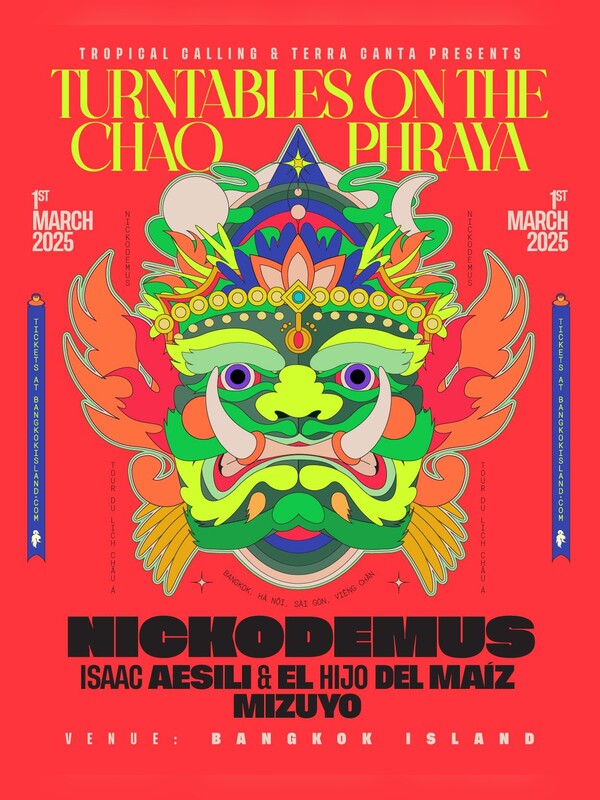 TROPICAL CALLING & TERRA CANTA PRESENTS
TURNTABLES ON THE
CHAO PHRAYA
1ST
MARCH
2025
1ST
MARCH
2025
NICKODEMUS
NICKODEMUS
TICKETS AT BANGKOKISLAND.COM
TICKETS AT BANGKOKISLAND.COM
TOUR DU LỊCH CHÂU Á
TOUR DU LỊCH CHÂU Á
BANGKOK, HÀ NỘI, SÀI GÒN, VIÊNG CHĂN
NICKODEMUS
ISAAC AESILI & EL HIJO DEL MAÍZ
MIZUYO
VENUE: BANGKOK ISLAND